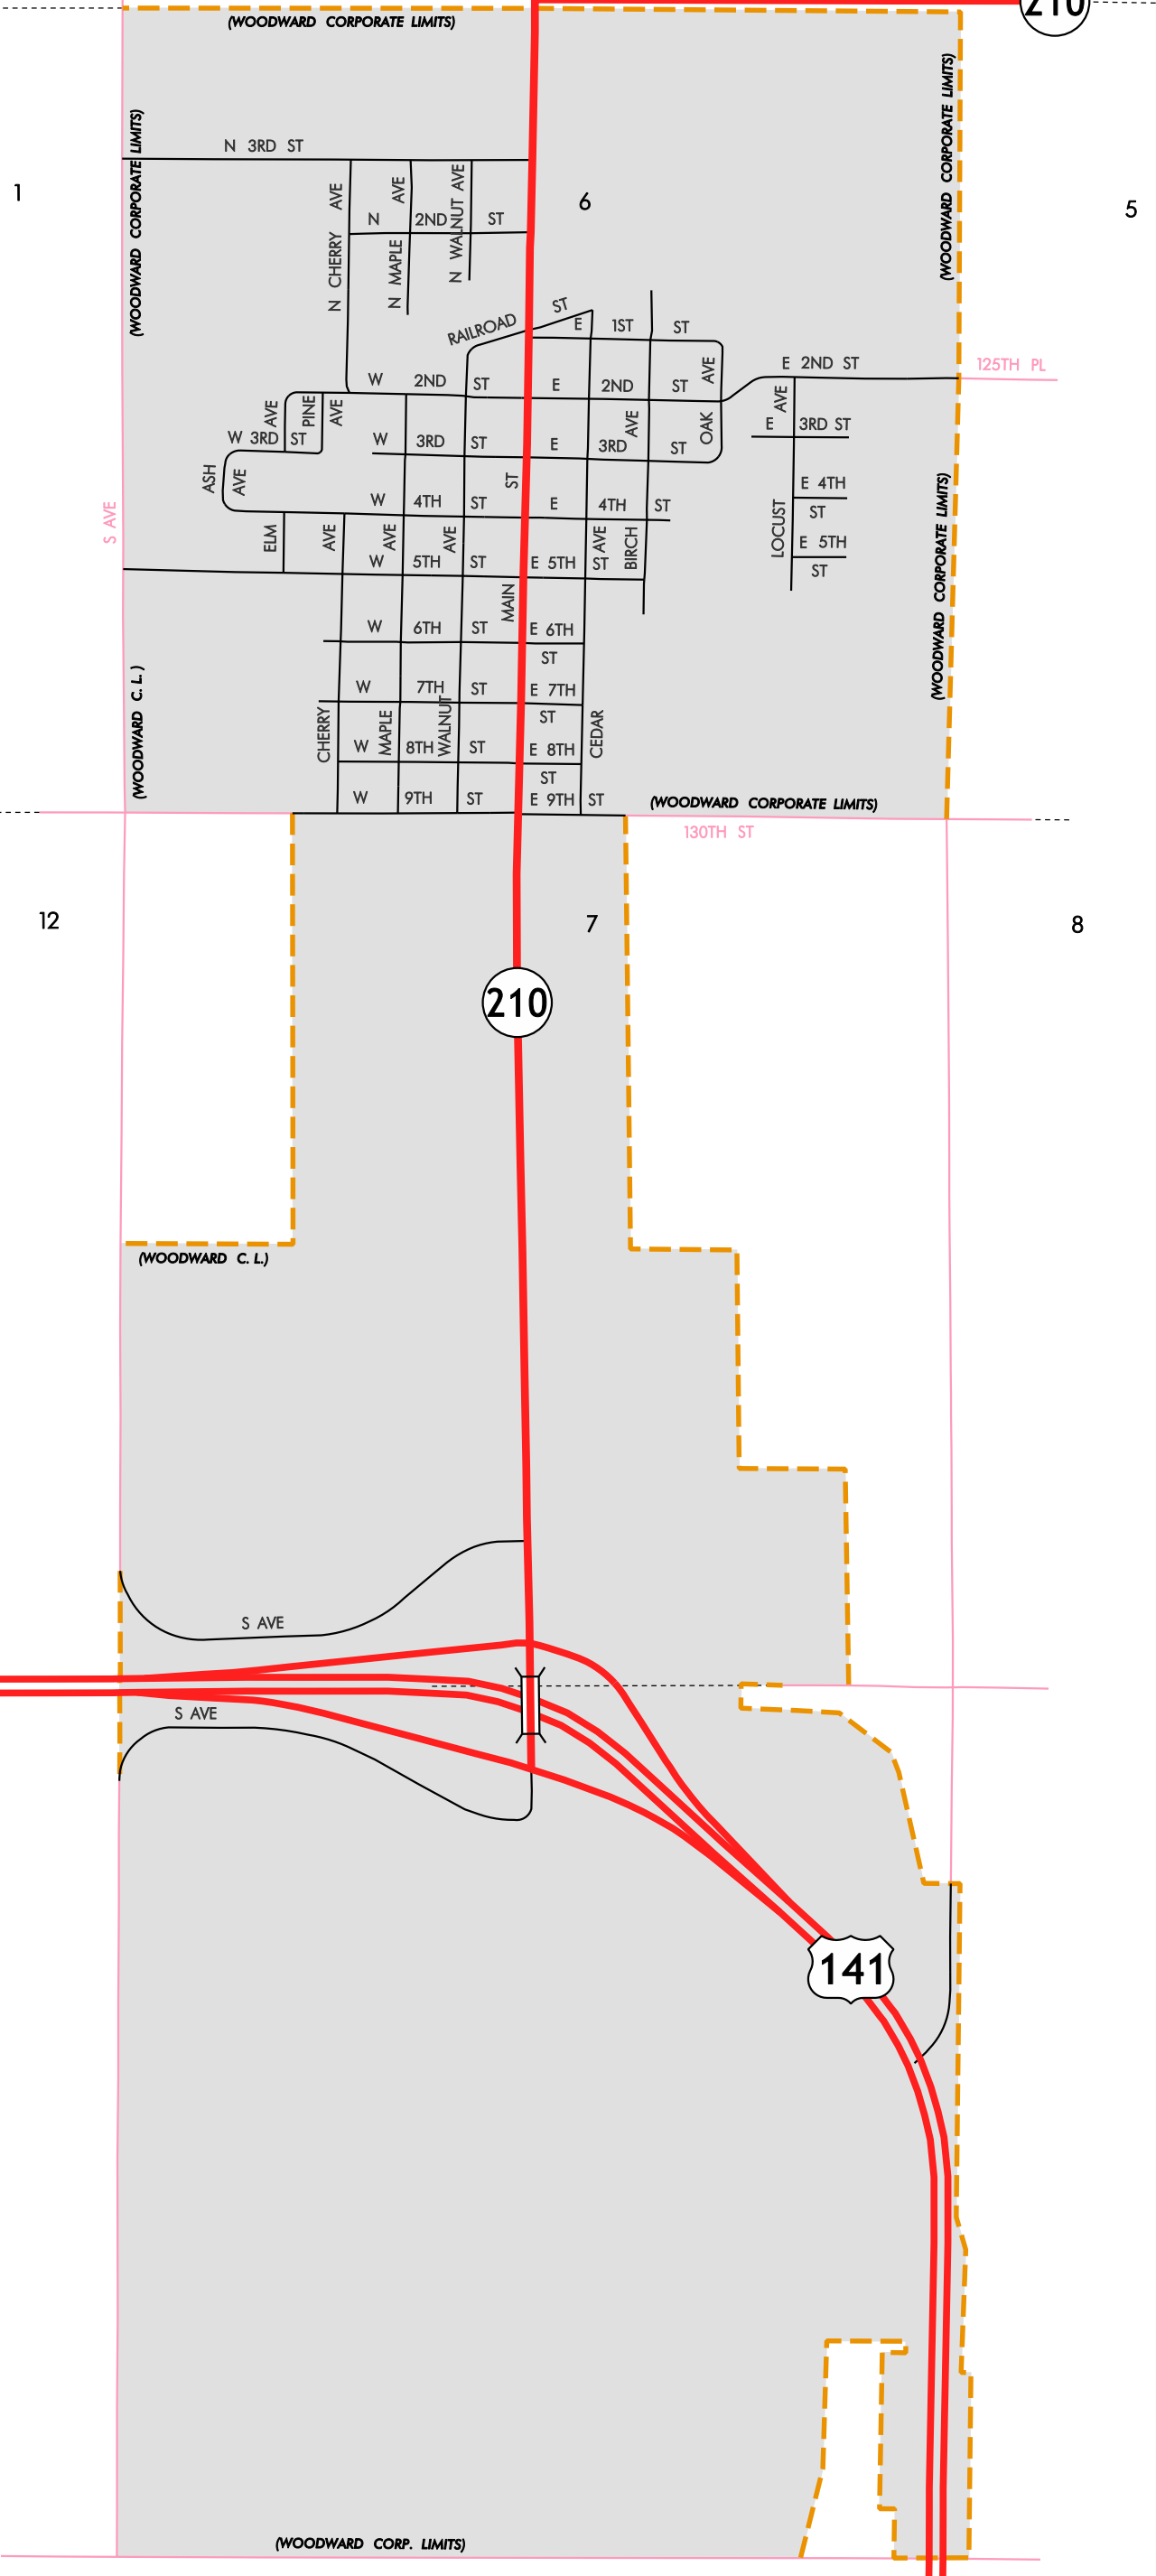 210
(WOODWARD CORPORATE LIMITS)
(WOODWARD CORPORATE LIMITS)
(WOODWARD CORPORATE LIMITS)
N 3RD ST
1
6
5
N CHERRY AVE
N MAPLE AVE
N WALNUT AVE
N 2ND ST
RAILROAD ST
E 1ST ST
E 2ND ST
125TH PL
W 2ND ST
E 2ND ST
OAK AVE
PINE AVE
AVE
W 3RD ST
W 3RD ST
E 3RD ST
E 3RD ST
ASH AVE
W 4TH ST
E 4TH ST
E 4TH ST
S AVE
ELM
AVE
AVE
AVE
MAIN ST
AVE
BIRCH AVE
LOCUST AVE
(WOODWARD CORPORATE LIMITS)
W 5TH ST
E 5TH ST
E 5TH ST
W 6TH ST
E 6TH ST
(WOODWARD C. L.)
W 7TH ST
E 7TH ST
CHERRY
MAPLE
WALNUT
CEDAR
W 8TH ST
E 8TH ST
W 9TH ST
E 9TH ST
(WOODWARD CORPORATE LIMITS)
130TH ST
12
7
8
210
(WOODWARD C. L.)
S AVE
S AVE
141
(WOODWARD CORP. LIMITS)